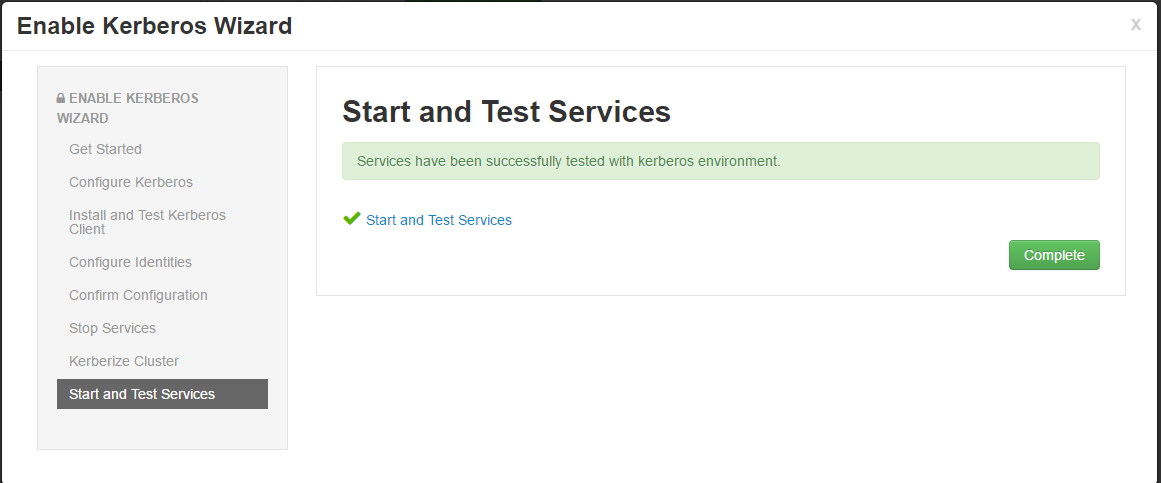 Enable Kerberos Wizard
x
ENABLE KERBEROS
WIZARD
Get Started
Configure Kerberos
Install and Test Kerberos
Client
Configure Identities
Confirm Configuration
Stop Services
Kerberize Cluster
Start and Test Services
Start and Test Services
Services have been successfully tested with kerberos environment.
Start and Test Services
Complete